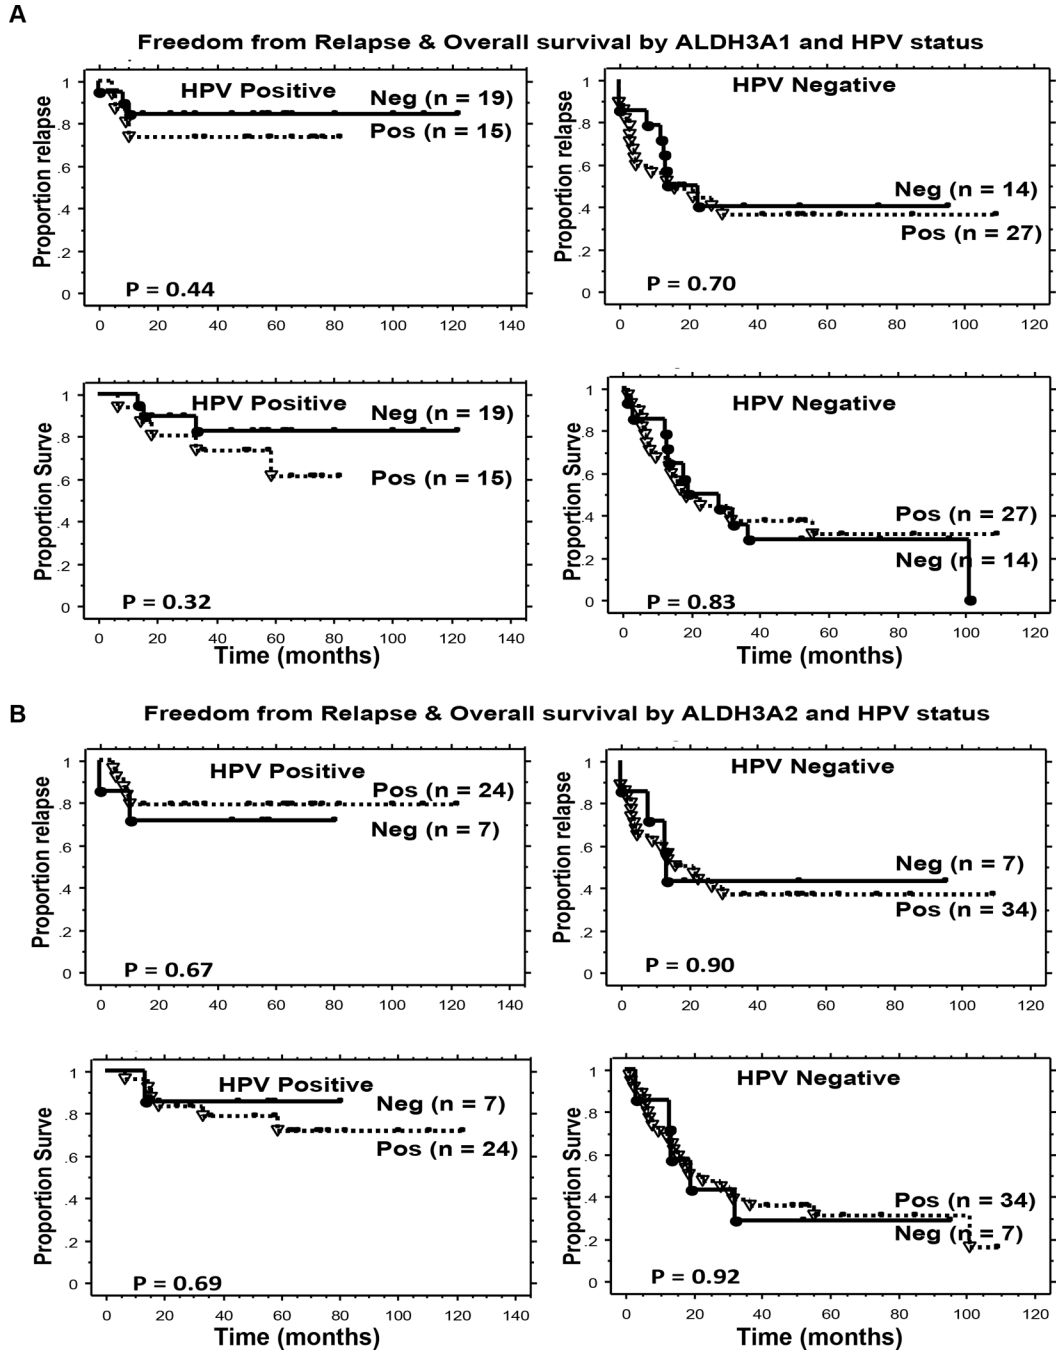 A
Freedom from Relapse & Overall survival by ALDH3A1 and HPV status
Proportion relapse
1
.8
.6
.4
.2
0
HPV Positive
Neg (n = 19)
Pos (n = 15)
P = 0.44
0 20 40 60 80 100 120 140
Proportion relapse
1
.8
.6
.4
.2
0
HPV Negative
Neg (n = 14)
Pos (n = 27)
P = 0.70
0 20 40 60 80 100 120
Proportion Surve
1
.8
.6
.4
.2
0
HPV Positive
Neg (n = 19)
Pos (n = 15)
P = 0.32
0 20 40 60 80 100 120 140
Time (months)
Proportion Surve
1
.8
.6
.4
.2
0
HPV Negative
Pos (n = 27)
Neg (n = 14)
P = 0.83
0 20 40 60 80 100 120
Time (months)
B
Freedom from Relapse & Overall survival by ALDH3A2 and HPV status
Proportion relapse
1
.8
.6
.4
.2
0
HPV Positive
Pos (n = 24)
Neg (n = 7)
P = 0.67
0 20 40 60 80 100 120 140
Proportion relapse
1
.8
.6
.4
.2
0
HPV Negative
Neg (n = 7)
Pos (n = 34)
P = 0.90
0 20 40 60 80 100 120
Proportion Surve
1
.8
.6
.4
.2
0
HPV Positive
Neg (n = 7)
Pos (n = 24)
P = 0.69
0 20 40 60 80 100 120 140
Time (months)
Proportion Surve
1
.8
.6
.4
.2
0
HPV Negative
Pos (n = 34)
Neg (n = 7)
P = 0.92
0 20 40 60 80 100 120
Time (months)